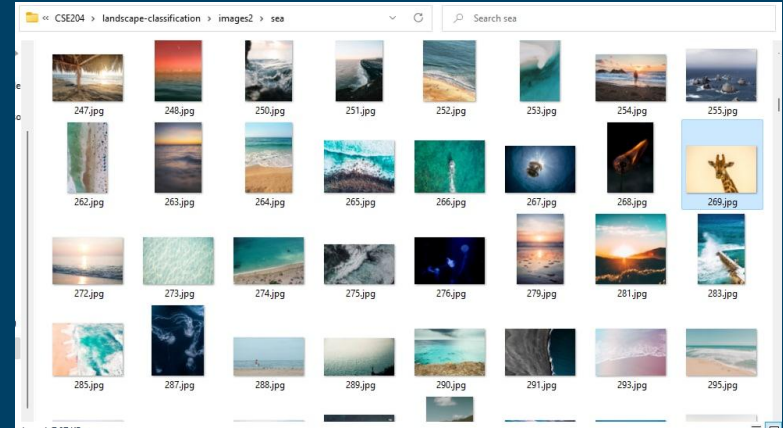 « CSE204 › landscape-classification › images2 › sea Search sea
247.jpg 248.jpg 250.jpg 251.jpg 252.jpg 253.jpg 254.jpg 255.jpg
262.jpg 263.jpg 264.jpg 265.jpg 266.jpg 267.jpg 268.jpg 269.jpg
272.jpg 273.jpg 274.jpg 275.jpg 276.jpg 279.jpg 281.jpg 283.jpg
285.jpg 287.jpg 288.jpg 289.jpg 290.jpg 291.jpg 293.jpg 295.jpg